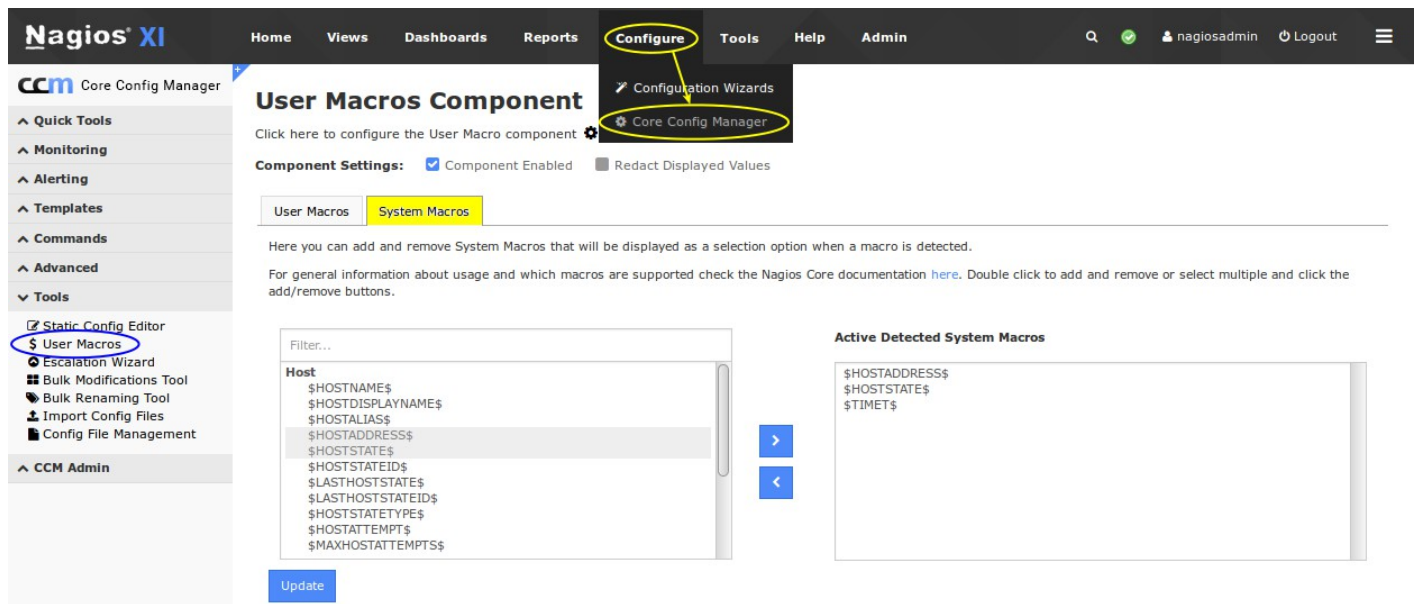 Nagios XI
Home Views Dashboards Reports Configure Tools Help Admin nagiosadmin Logout
Configuration Wizards
Core Config Manager
ccm Core Config Manager
Quick Tools
Monitoring
Alerting
Templates
Commands
Advanced
Tools
Static Config Editor
$ User Macros
Escalation Wizard
Bulk Modifications Tool
Bulk Renaming Tool
Import Config Files
Config File Management
CCM Admin
+
User Macros Component
Click here to configure the User Macro component
Component Settings: Component Enabled Redact Displayed Values
User Macros System Macros
Here you can add and remove System Macros that will be displayed as a selection option when a macro is detected.
For general information about usage and which macros are supported check the Nagios Core documentation here. Double click to add and remove or select multiple and click the
add/remove buttons.
Filter...
Host
$HOSTNAME$
$HOSTDISPLAYNAME$
$HOSTALIAS$
$HOSTADDRESS$
$HOSTSTATE$
$HOSTSTATEID$
$LASTHOSTSTATE$
$LASTHOSTSTATEID$
$HOSTSTATETYPE$
$HOSTATTEMPT$
$MAXHOSTATTEMPTS$
>
<
Active Detected System Macros
$HOSTADDRESS$
$HOSTSTATE$
$TIMET$
Update